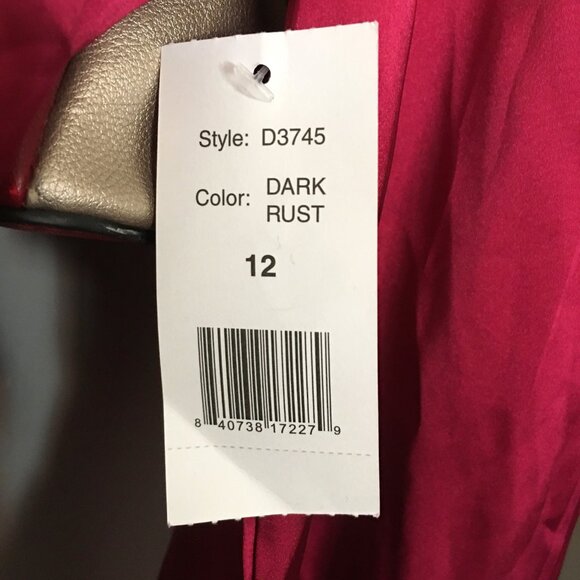 Style: D3745
Color: DARK
RUST
12
8 40738 17227 9